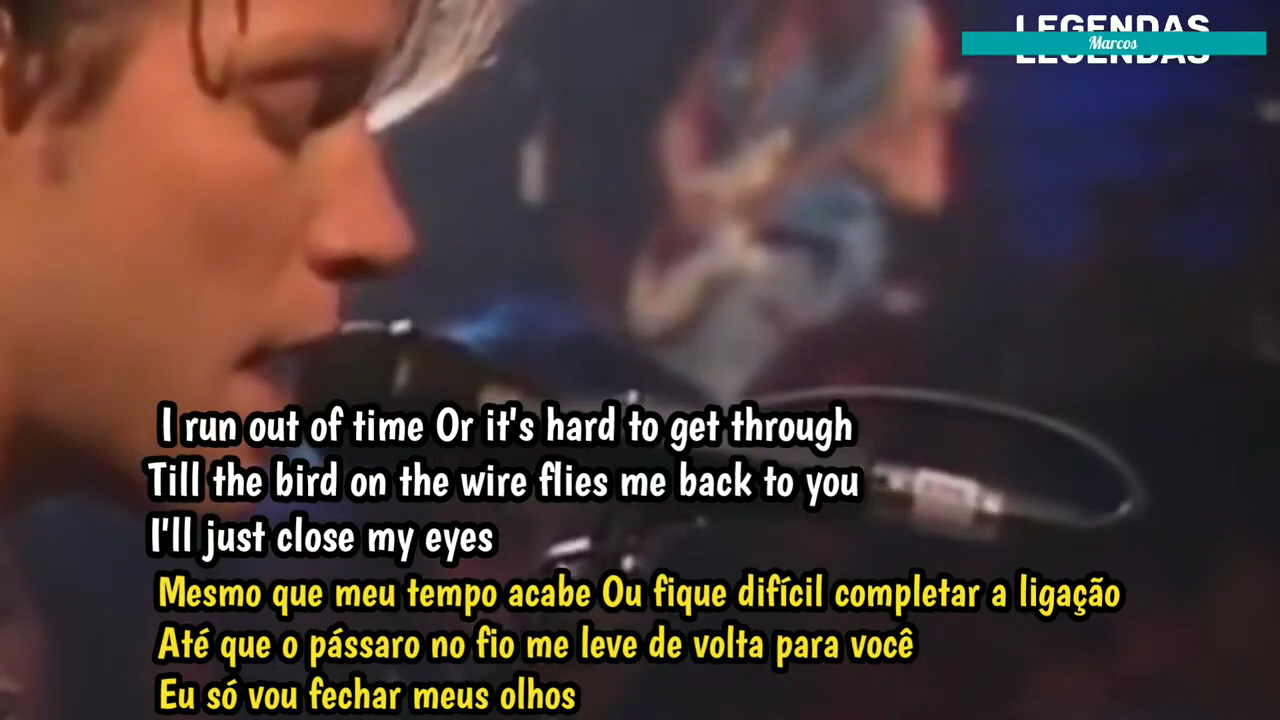 LEGENDAS
Marcos
LEGENDAS
I run out of time Or it's hard to get through
Till the bird on the wire flies me back to you
I'll just close my eyes
Mesmo que meu tempo acabe Ou fique difícil completar a ligação
Até que o pássaro no fio me leve de volta para você
Eu só vou fechar meus olhos